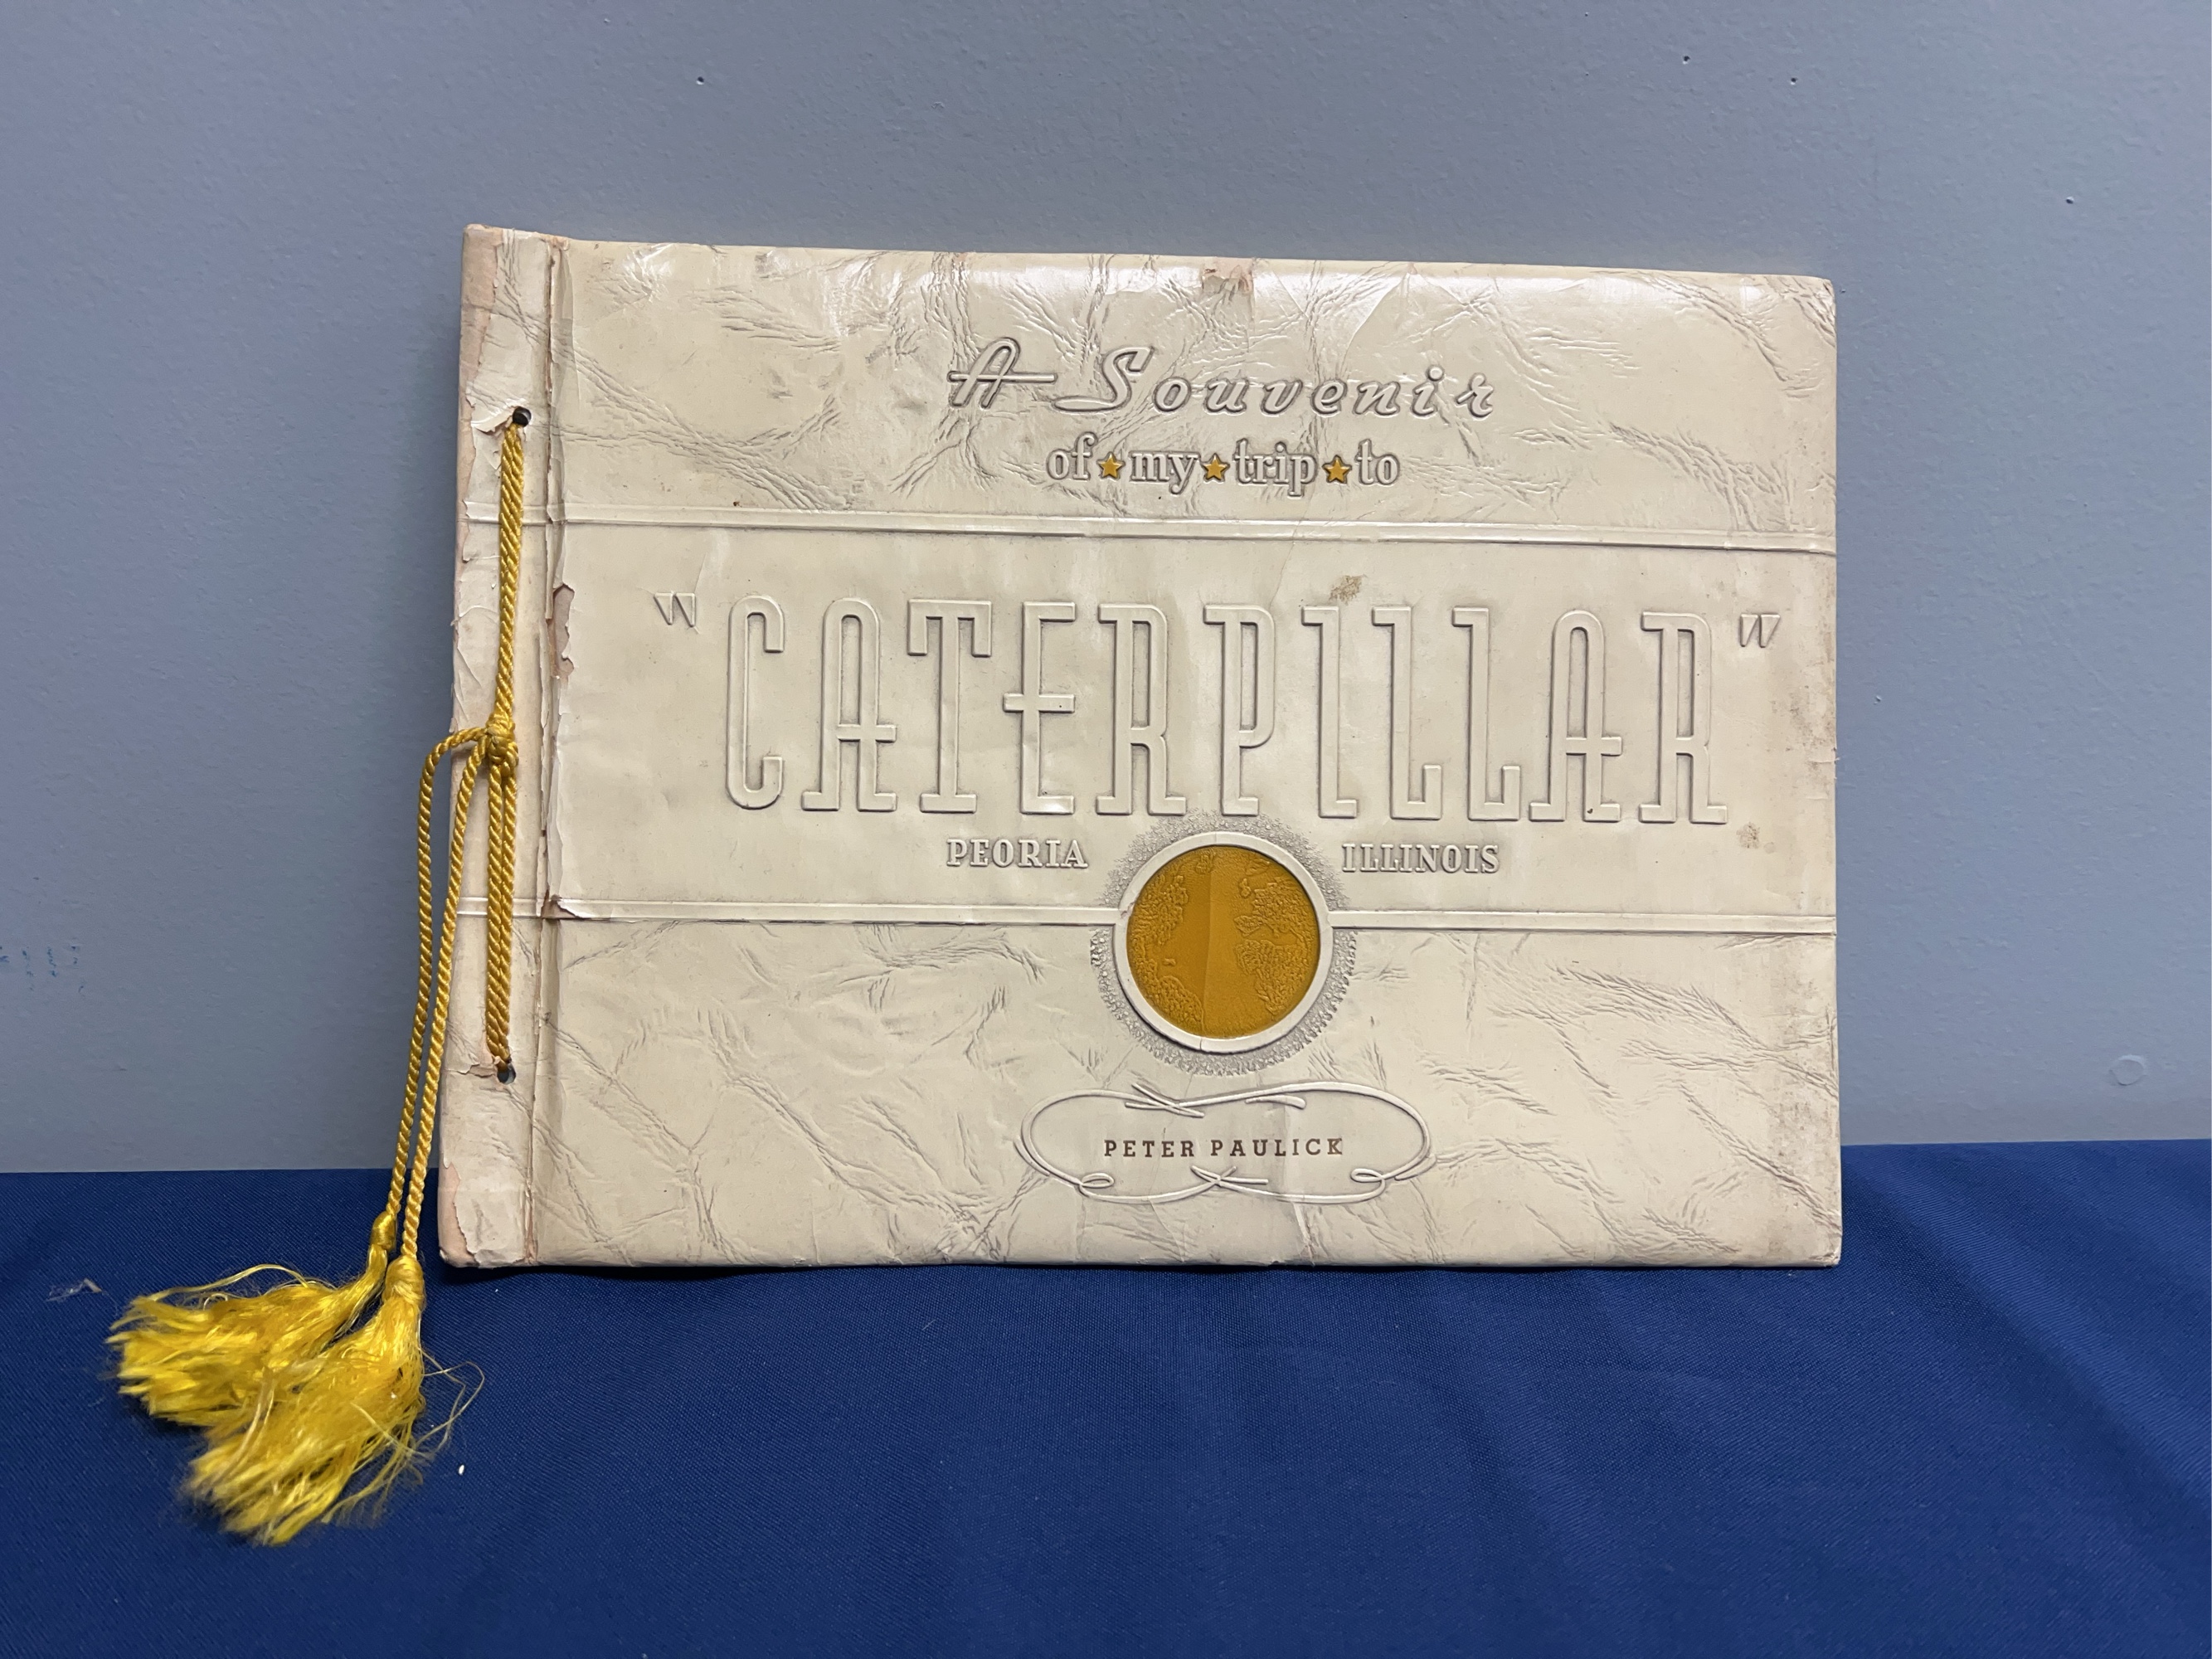 A Souvenir
of★my★trip★to
"CATERPILLAR"
PEORIA ILLINOIS
PETER PAULICK